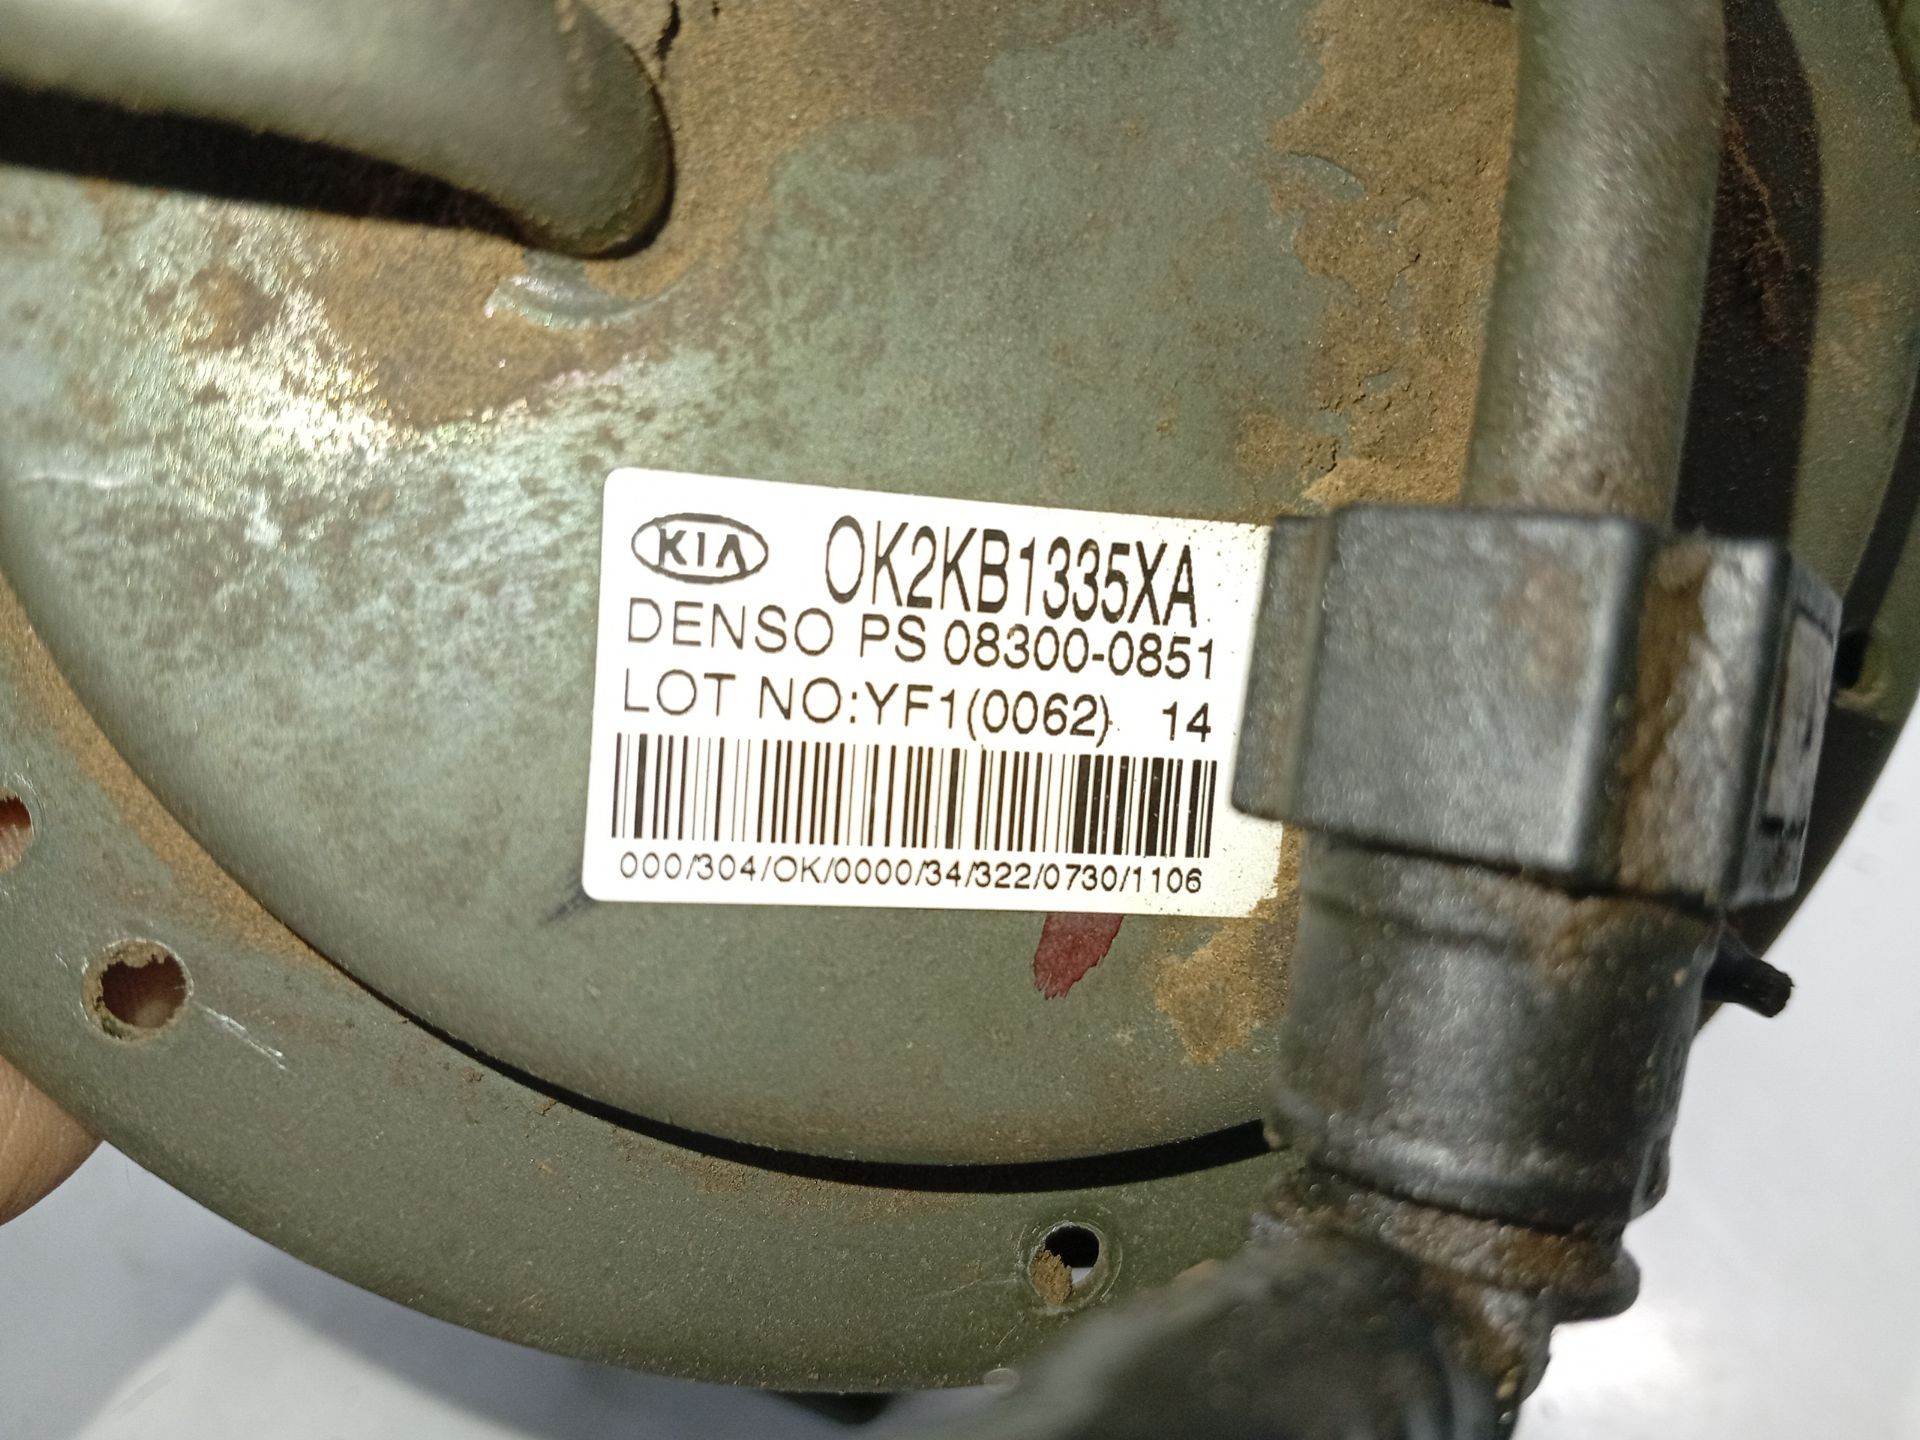 KIA OK2KB1335XA
DENSO PS 08300-0851
LOT NO:YF1(0062) 14
000/304/OK/0000/34/322/0730/1106